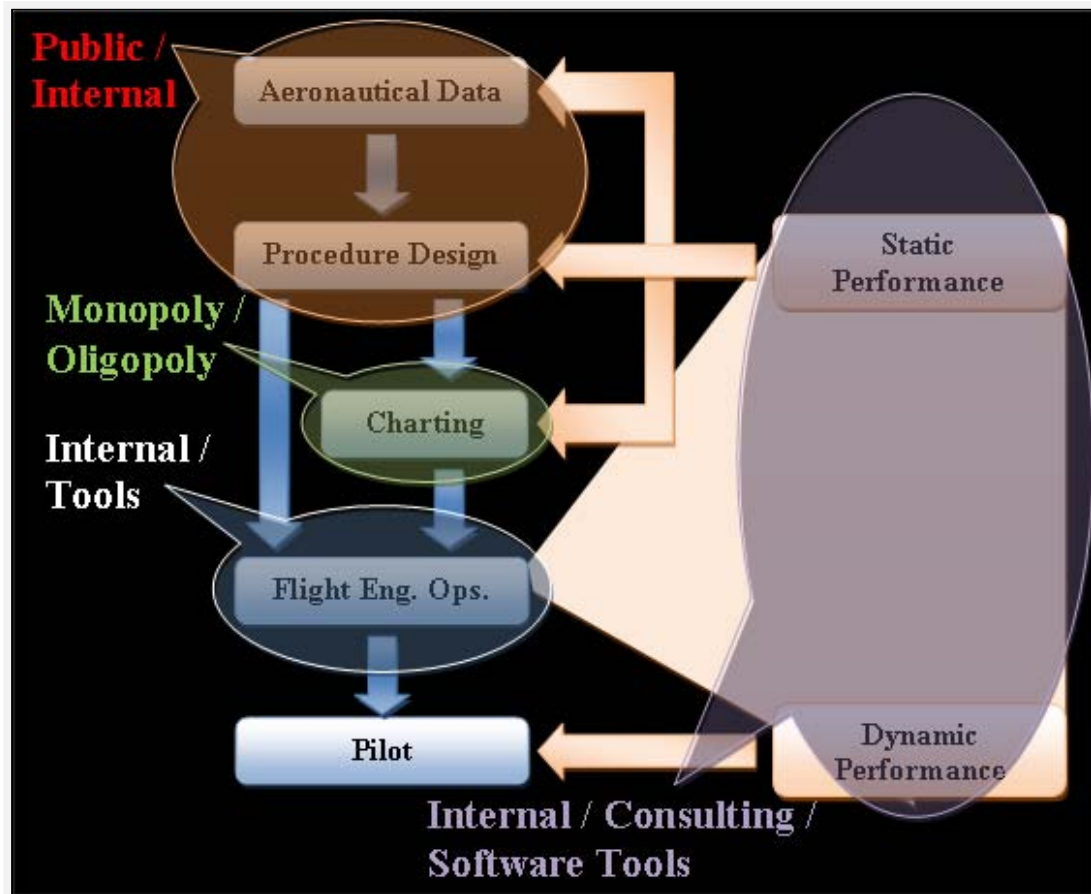 Public /
Internal
Aeronautical Data
Procedure Design
Static
Performance
Monopoly /
Oligopoly
Charting
Internal /
Tools
Flight Eng. Ops.
Pilot
Dynamic
Performance
Internal / Consulting /
Software Tools